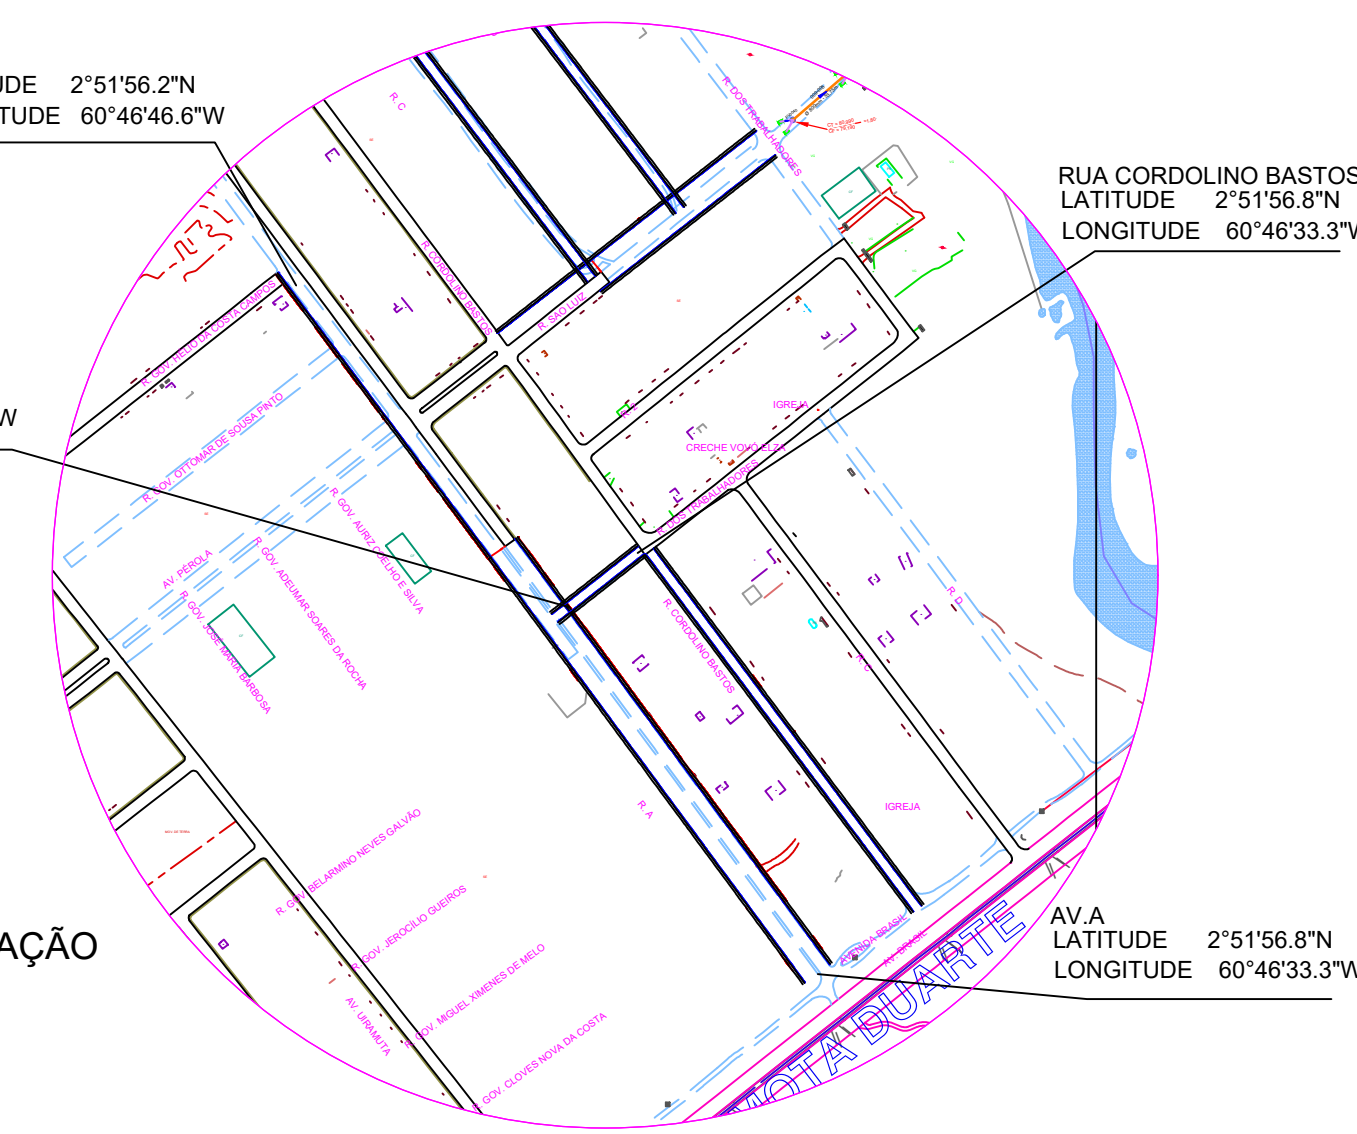 UDE 2°51'56.2"N
TUDE 60°46'46.6"W
RUA CORDOLINO BASTOS
LATITUDE 2°51'56.8"N
LONGITUDE 60°46'33.3"W
W
R. C
R. DOS TRABALHADORES
R. CORDOLINO BASTOS
R. SÃO LUIZ
R. GOV. HELIO DA COSTA CAMPOS
R. GOV. OTTOMAR DE SOUSA PINTO
IGREJA
R. 2
CRECHE VOVÓ ELZA
R. DOS TRABALHADORES
R. GOV. AURIZ COELHO E SILVA
AV. PÉROLA
R. GOV. ADEUMAR SOARES DA ROCHA
R. GOV. JOSÉ MARIA BARBOSA
R. CORDOLINO BASTOS
R. D
R. C
R. A
IGREJA
R. GOV. BELARMINO NEVES GALVÃO
R. GOV. JEROCÍLIO QUEIROS
AVENIDA BRASIL
AV. BRASIL
R. GOV. MIGUEL XIMENES DE MELO
AV. UIRAMUTA
R. GOV. CLOVES NOVA DA COSTA
MOTA DUARTE
AÇÃO
AV.A
LATITUDE 2°51'56.8"N
LONGITUDE 60°46'33.3"W